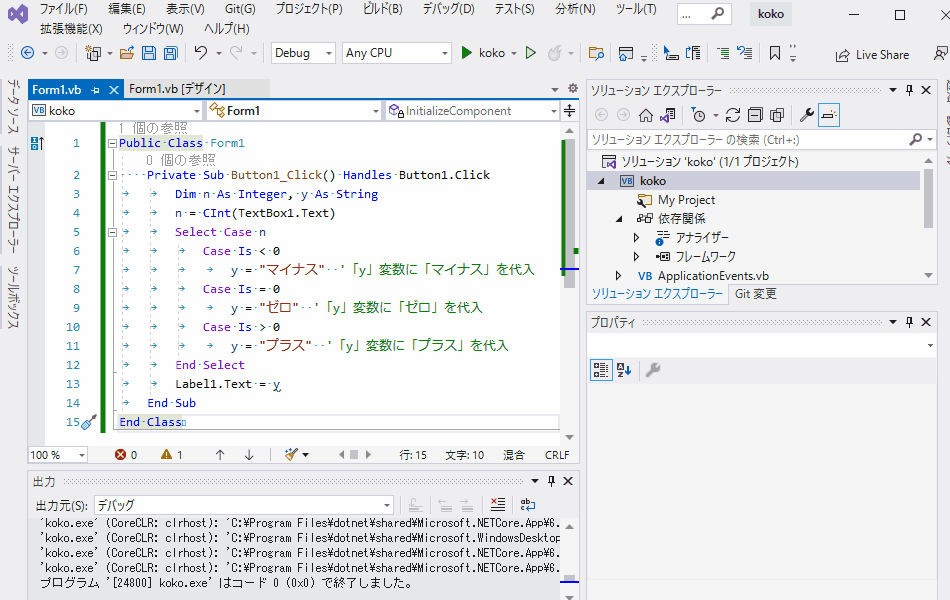 ファイル(F) 編集(E) 表示(V) Git(G) プロジェクト(P) ビルド(B) デバッグ(D) テスト(S) 分析(N) ツール(T) ... koko
拡張機能(X) ウィンドウ(W) ヘルプ(H)
Debug Any CPU koko Live Share
データソース
サーバー エクスプローラー
ツールボックス
Form1.vb Form1.vb [デザイン]
VB koko Form1 InitializeComponent
1 個の参照
1 Public Class Form1
0 個の参照
2 Private Sub Button1_Click() Handles Button1.Click
3 Dim n As Integer, y As String
4 n = CInt(TextBox1.Text)
5 Select Case n
6 Case Is < 0
7 y = "マイナス" '「y」変数に「マイナス」を代入
8 Case Is = 0
9 y = "ゼロ" '「y」変数に「ゼロ」を代入
10 Case Is > 0
11 y = "プラス" '「y」変数に「プラス」を代入
12 End Select
13 Label1.Text = y
14 End Sub
15 End Class
100 % 0 1 行: 15 文字: 10 混合 CRLF
出力
出力元(S): デバッグ
'koko.exe' (CoreCLR: clrhost): 'C:¥Program Files¥dotnet¥shared¥Microsoft.NETCore.App¥6.
'koko.exe' (CoreCLR: clrhost): 'C:¥Program Files¥dotnet¥shared¥Microsoft.WindowsDesktop
'koko.exe' (CoreCLR: clrhost): 'C:¥Program Files¥dotnet¥shared¥Microsoft.NETCore.App¥6.
'koko.exe' (CoreCLR: clrhost): 'C:¥Program Files¥dotnet¥shared¥Microsoft.NETCore.App¥6.
プログラム '[24800] koko.exe' はコード 0 (0x0) で終了しました。
ソリューション エクスプローラー
ソリューション エクスプローラー の検索 (Ctrl+:)
ソリューション 'koko' (1/1 プロジェクト)
VB koko
My Project
依存関係
アナライザー
フレームワーク
VB ApplicationEvents.vb
ソリューション エクスプローラー Git 変更
プロパティ